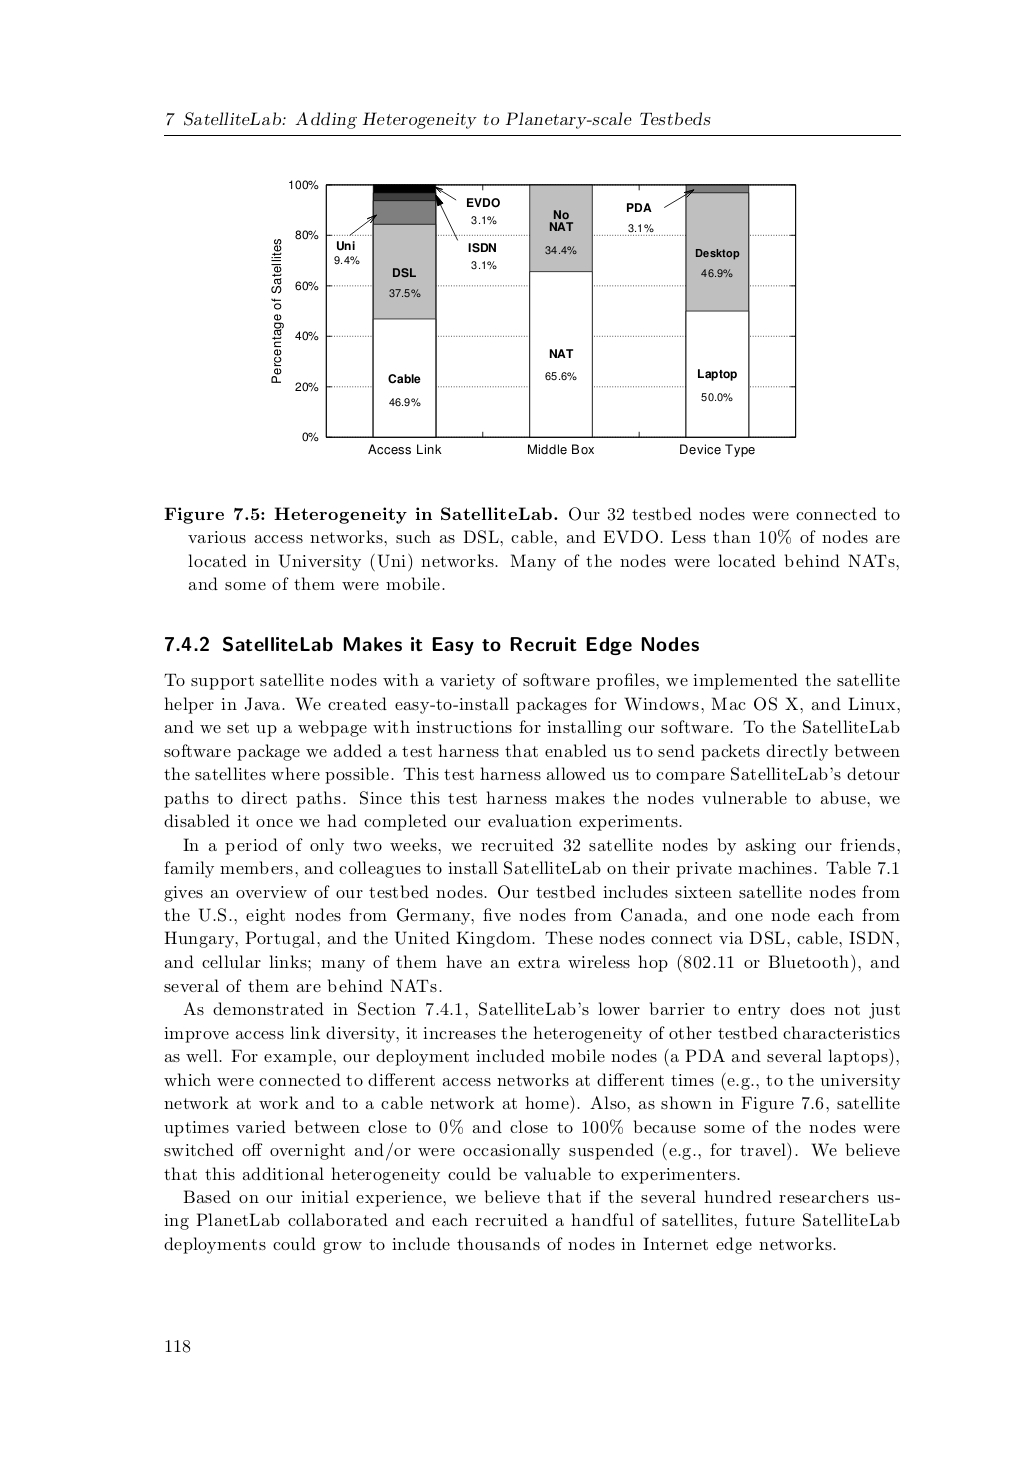 7 SatelliteLab: Adding Heterogeneity to Planetary-scale Testbeds
100%
80%
60%
40%
20%
0%
Percentage of Satellites
Uni
9.4%
DSL
37.5%
Cable
46.9%
EVDO
3.1%
ISDN
3.1%
No
NAT
34.4%
NAT
65.6%
PDA
3.1%
Desktop
46.9%
Laptop
50.0%
Access Link
Middle Box
Device Type
Figure 7.5: Heterogeneity in SatelliteLab. Our 32 testbed nodes were connected to
various access networks, such as DSL, cable, and EVDO. Less than 10% of nodes are
located in University (Uni) networks. Many of the nodes were located behind NATs,
and some of them were mobile.
7.4.2 SatelliteLab Makes it Easy to Recruit Edge Nodes
To support satellite nodes with a variety of software profiles, we implemented the satellite
helper in Java. We created easy-to-install packages for Windows, Mac OS X, and Linux,
and we set up a webpage with instructions for installing our software. To the SatelliteLab
software package we added a test harness that enabled us to send packets directly between
the satellites where possible. This test harness allowed us to compare SatelliteLab's detour
paths to direct paths. Since this test harness makes the nodes vulnerable to abuse, we
disabled it once we had completed our evaluation experiments.
In a period of only two weeks, we recruited 32 satellite nodes by asking our friends,
family members, and colleagues to install SatelliteLab on their private machines. Table 7.1
gives an overview of our testbed nodes. Our testbed includes sixteen satellite nodes from
the U.S., eight nodes from Germany, five nodes from Canada, and one node each from
Hungary, Portugal, and the United Kingdom. These nodes connect via DSL, cable, ISDN,
and cellular links; many of them have an extra wireless hop (802.11 or Bluetooth), and
several of them are behind NATs.
As demonstrated in Section 7.4.1, SatelliteLab's lower barrier to entry does not just
improve access link diversity, it increases the heterogeneity of other testbed characteristics
as well. For example, our deployment included mobile nodes (a PDA and several laptops),
which were connected to different access networks at different times (e.g., to the university
network at work and to a cable network at home). Also, as shown in Figure 7.6, satellite
uptimes varied between close to 0% and close to 100% because some of the nodes were
switched off overnight and/or were occasionally suspended (e.g., for travel). We believe
that this additional heterogeneity could be valuable to experimenters.
Based on our initial experience, we believe that if the several hundred researchers us-
ing PlanetLab collaborated and each recruited a handful of satellites, future SatelliteLab
deployments could grow to include thousands of nodes in Internet edge networks.
118